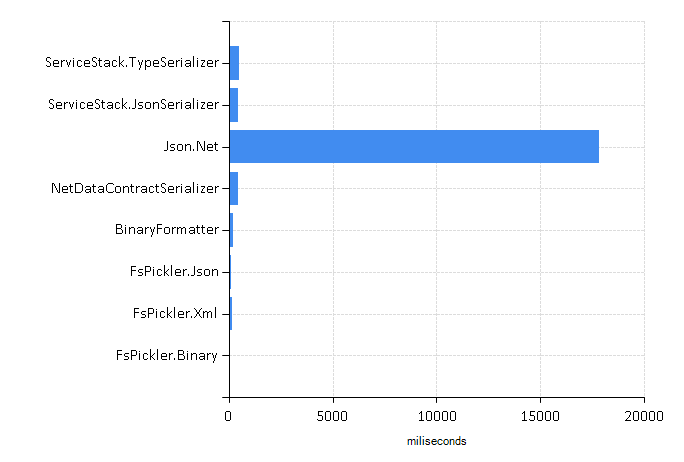 ServiceStack.TypeSerializer
ServiceStack.JsonSerializer
Json.Net
NetDataContractSerializer
BinaryFormatter
FsPickler.Json
FsPickler.Xml
FsPickler.Binary
0 5000 10000 15000 20000
miliseconds